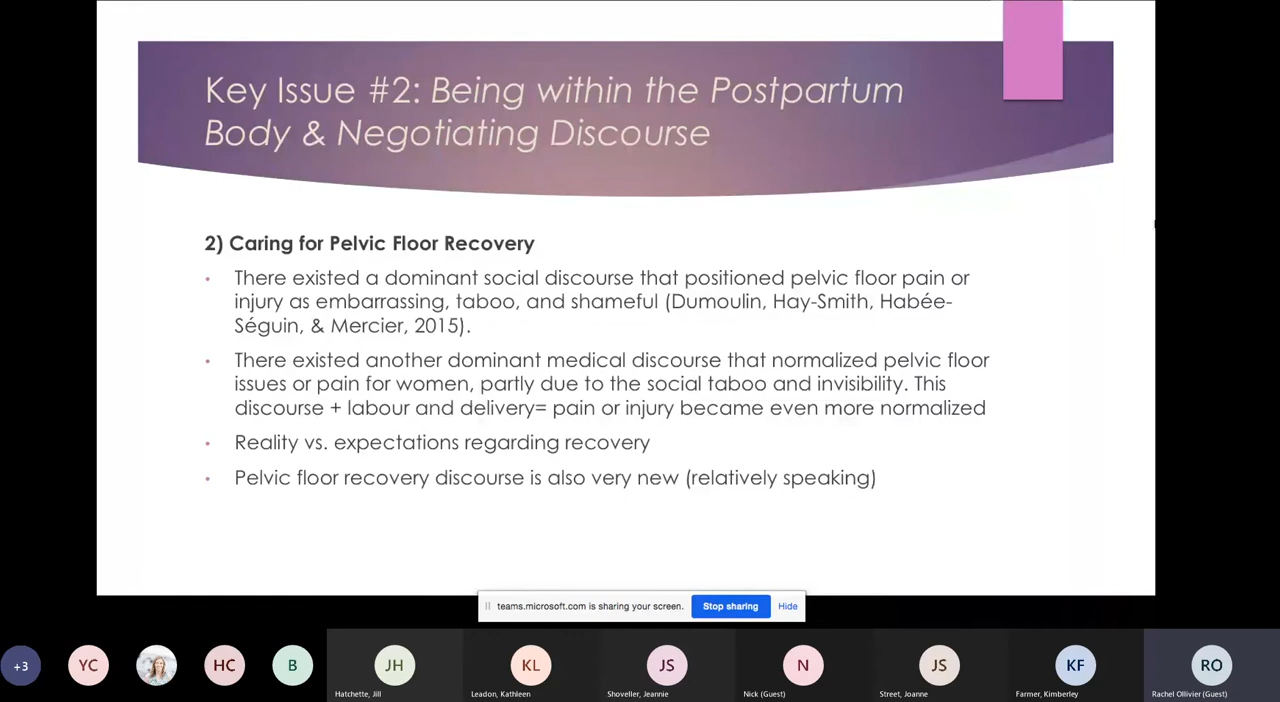 Key Issue #2: Being within the Postpartum
Body & Negotiating Discourse
2) Caring for Pelvic Floor Recovery
• There existed a dominant social discourse that positioned pelvic floor pain or
injury as embarrassing, taboo, and shameful (Dumoulin, Hay-Smith, Habée-
Séguin, & Mercier, 2015).
• There existed another dominant medical discourse that normalized pelvic floor
issues or pain for women, partly due to the social taboo and invisibility. This
discourse + labour and delivery= pain or injury became even more normalized
• Reality vs. expectations regarding recovery
• Pelvic floor recovery discourse is also very new (relatively speaking)
teams.microsoft.com is sharing your screen. Stop sharing Hide
+3 YC HC B JH KL JS N JS KF RO
Hatchette, Jill Leadon, Kathleen Shoveller, Jeannie Nick (Guest) Street, Joanne Farmer, Kimberley Rachel Ollivier (Guest)